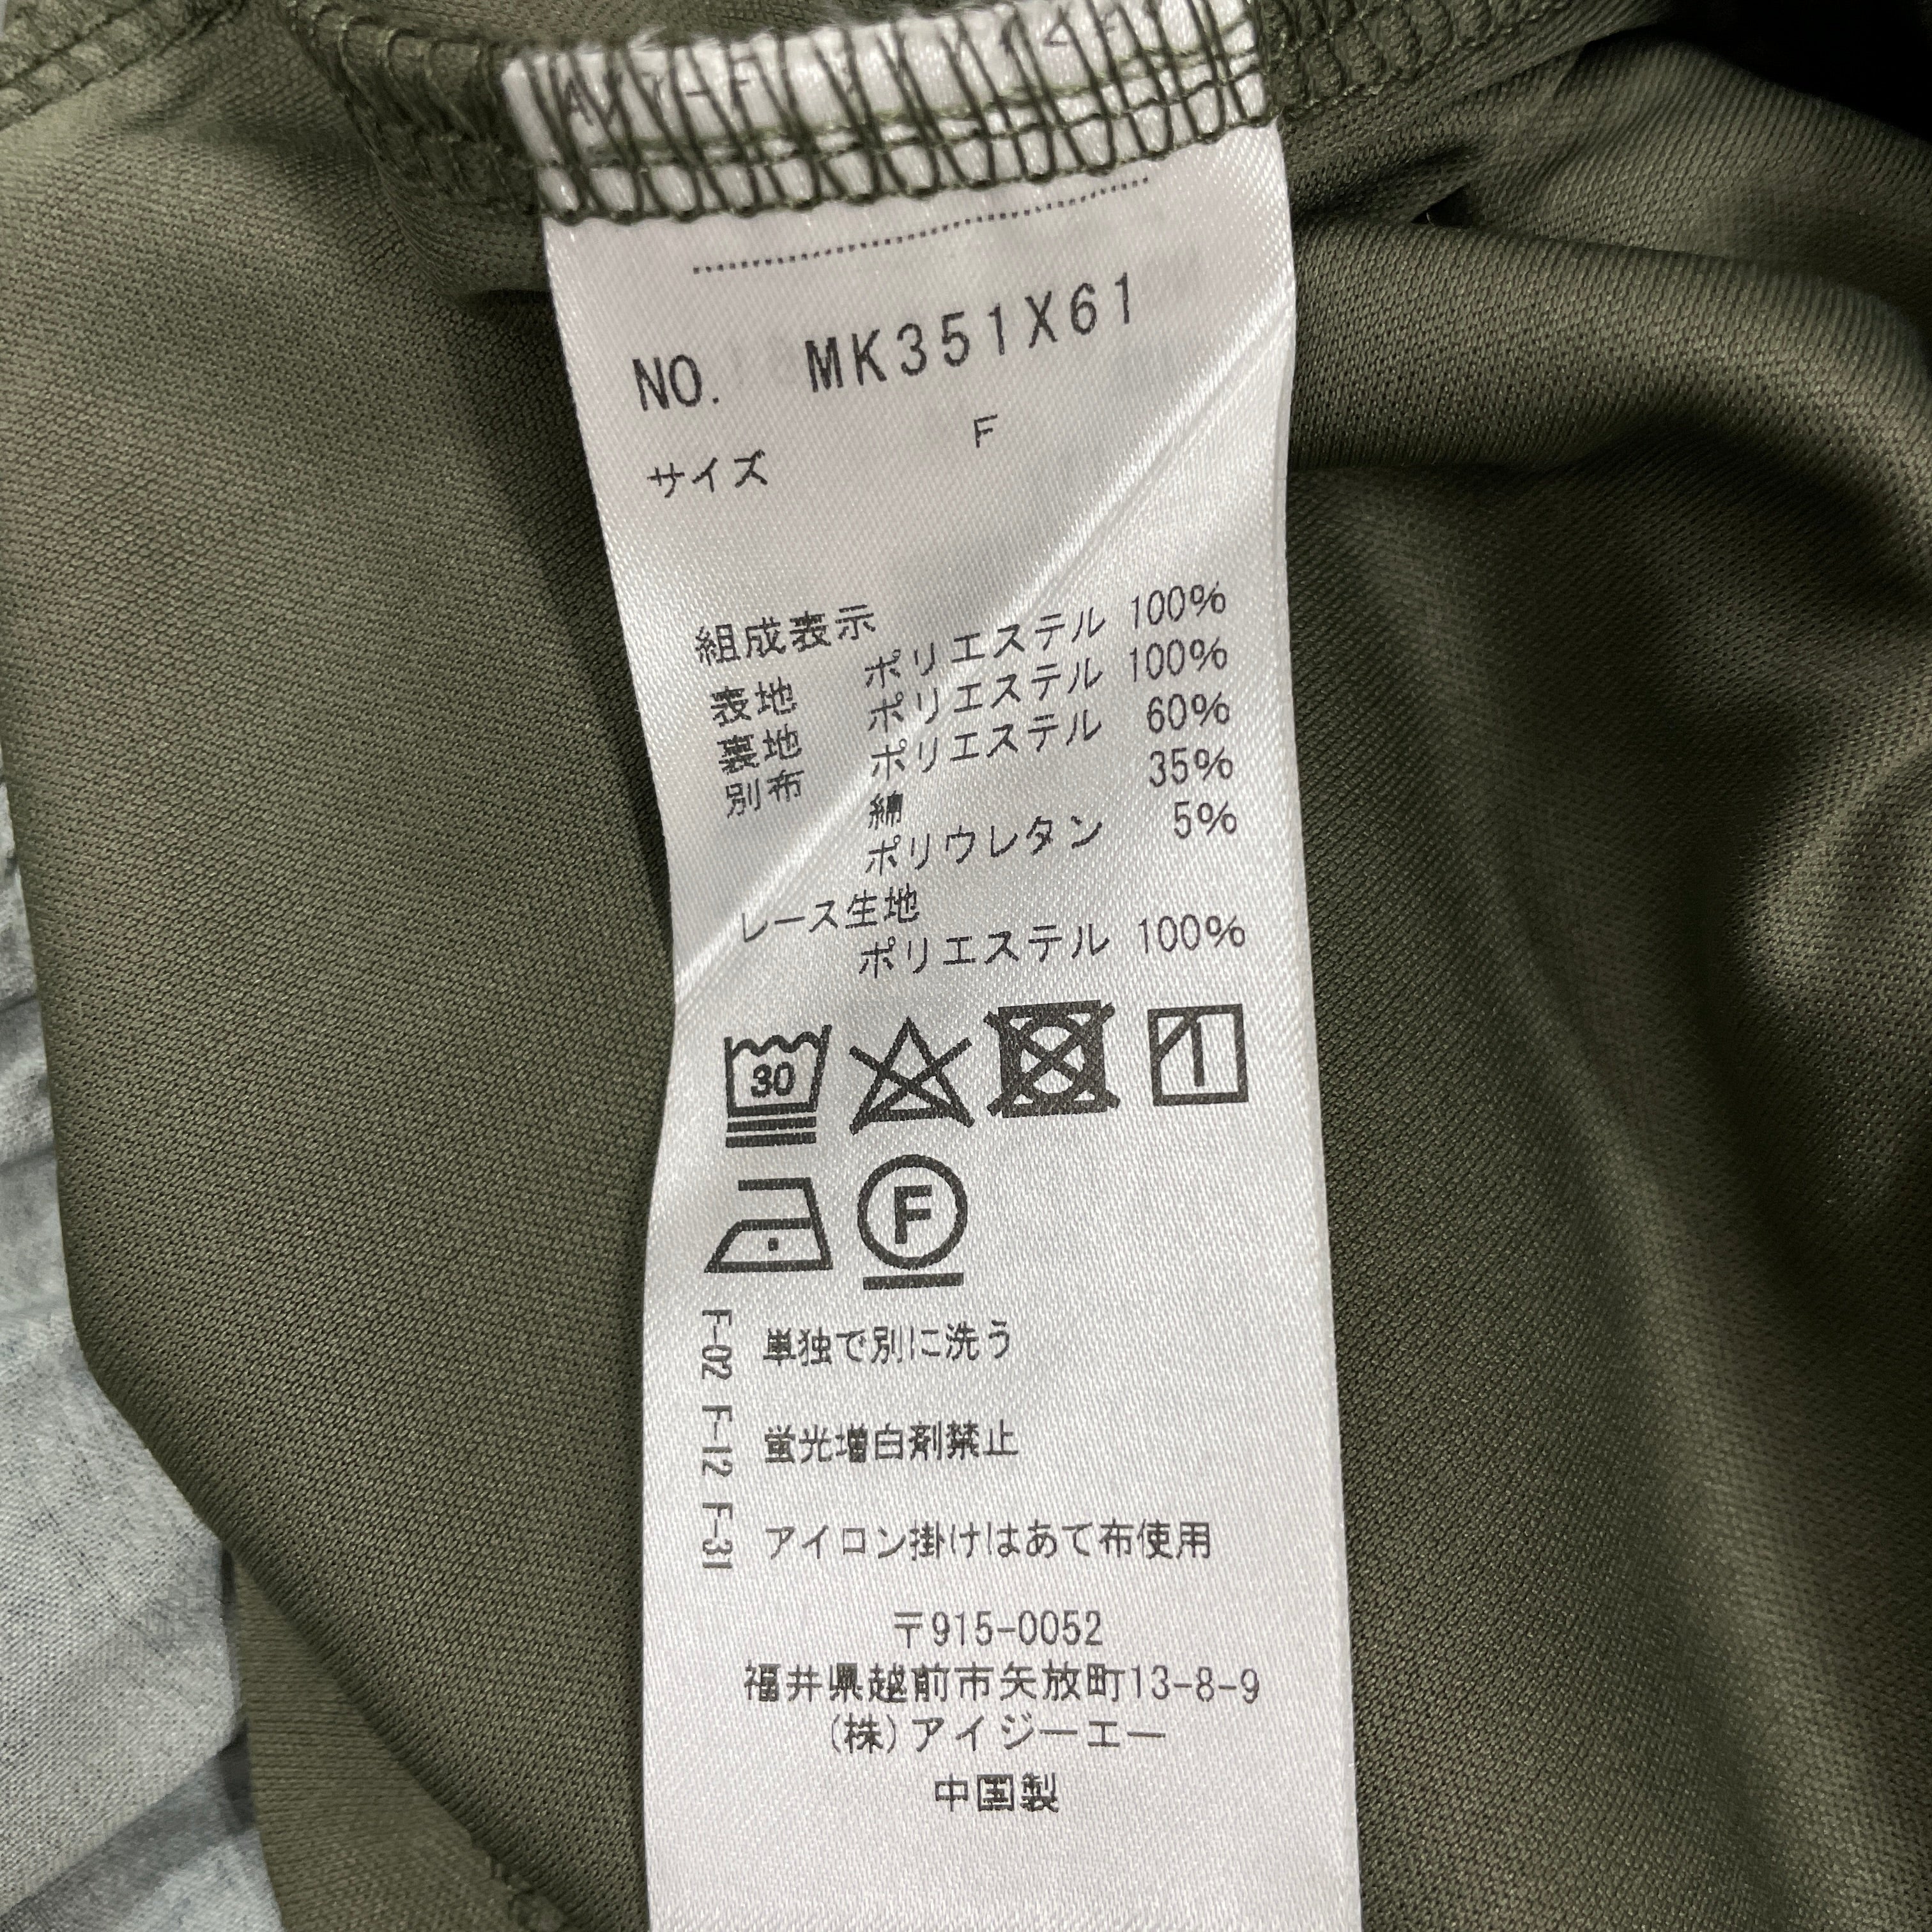 NO. MK351X61
サイズ F
組成表示
表地 ポリエステル 100%
裏地 ポリエステル 100%
別布 ポリエステル 60%
綿 35%
ポリウレタン 5%
レース生地
ポリエステル 100%
30
F
F-02 単独で別に洗う
F-12 蛍光増白剤禁止
F-31 アイロン掛けはあて布使用
〒915-0052
福井県越前市矢放町13-8-9
(株)アイジーエー
中国製